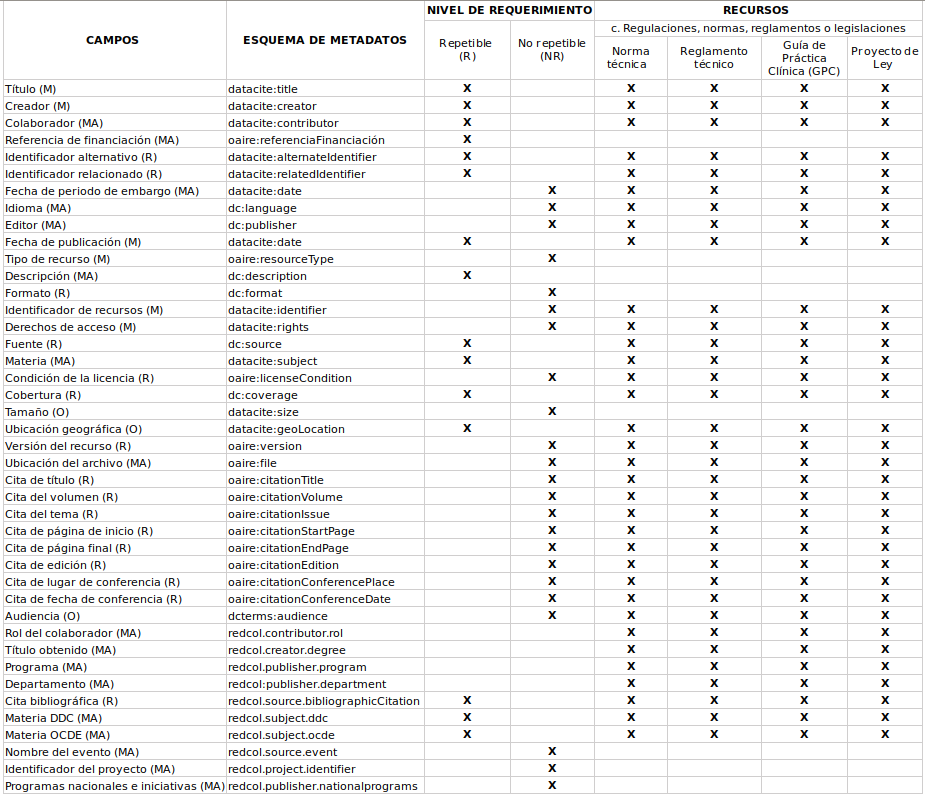 NIVEL DE REQUERIMIENTO RECURSOS
CAMPOS ESQUEMA DE METADATOS Repetible (R) No repetible (NR) c. Regulaciones, normas, reglamentos o legislaciones
Norma técnica Reglamento técnico Guía de Práctica Clínica (GPC) Proyecto de Ley
Título (M) datacite:title X X X X X
Creador (M) datacite:creator X X X X X
Colaborador (MA) datacite:contributor X X X X X
Referencia de financiación (MA) oaire:referenciaFinanciación X
Identificador alternativo (R) datacite:alternateIdentifier X X X X X
Identificador relacionado (R) datacite:relatedIdentifier X X X X X
Fecha de periodo de embargo (MA) datacite:date X X X X X
Idioma (MA) dc:language X X X X X
Editor (MA) dc:publisher X X X X X
Fecha de publicación (M) datacite:date X X X X X
Tipo de recurso (M) oaire:resourceType X
Descripción (MA) dc:description X
Formato (R) dc:format X
Identificador de recursos (M) datacite:identifier X X X X X
Derechos de acceso (M) datacite:rights X X X X X
Fuente (R) dc:source X X X X X
Materia (MA) datacite:subject X X X X X
Condición de la licencia (R) oaire:licenseCondition X X X X X
Cobertura (R) dc:coverage X X X X X
Tamaño (O) datacite:size X
Ubicación geográfica (O) datacite:geoLocation X X X X X
Versión del recurso (R) oaire:version X X X X X
Ubicación del archivo (MA) oaire:file X X X X X
Cita de título (R) oaire:citationTitle X X X X X
Cita del volumen (R) oaire:citationVolume X X X X X
Cita del tema (R) oaire:citationIssue X X X X X
Cita de página de inicio (R) oaire:citationStartPage X X X X X
Cita de página final (R) oaire:citationEndPage X X X X X
Cita de edición (R) oaire:citationEdition X X X X X
Cita de lugar de conferencia (R) oaire:citationConferencePlace X X X X X
Cita de fecha de conferencia (R) oaire:citationConferenceDate X X X X X
Audiencia (O) dcterms:audience X X X X X
Rol del colaborador (MA) redcol.contributor.rol X X X X
Título obtenido (MA) redcol.creator.degree X X X X
Programa (MA) redcol.publisher.program X X X X
Departamento (MA) redcol:publisher.department X X X X
Cita bibliográfica (R) redcol.source.bibliographicCitation X X X X X
Materia DDC (MA) redcol.subject.ddc X X X X X
Materia OCDE (MA) redcol.subject.ocde X X X X X
Nombre del evento (MA) redcol.source.event X
Identificador del proyecto (MA) redcol.project.identifier X
Programas nacionales e iniciativas (MA) redcol.publisher.nationalprograms X